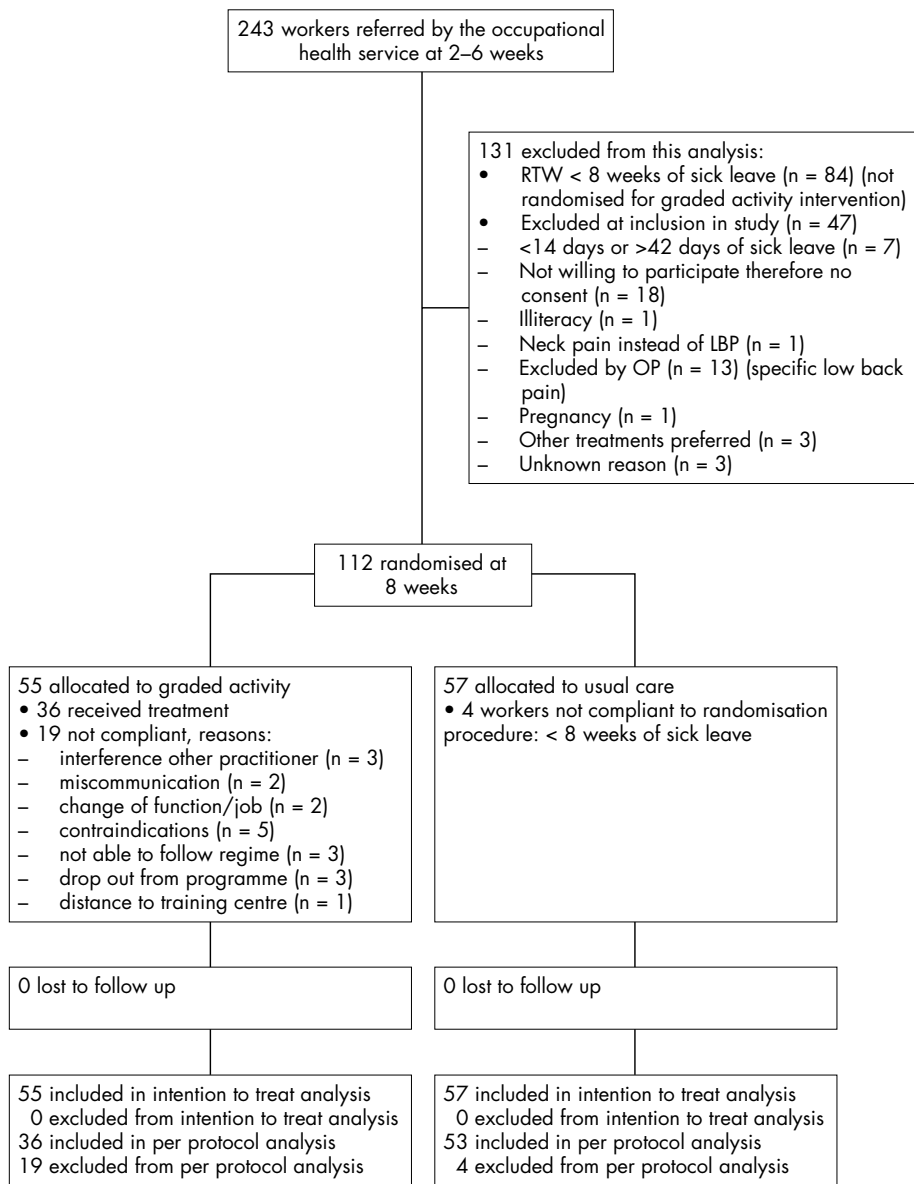 243 workers referred by the occupational
health service at 2–6 weeks
131 excluded from this analysis:
• RTW < 8 weeks of sick leave (n = 84) (not
randomised for graded activity intervention)
• Excluded at inclusion in study (n = 47)
– <14 days or >42 days of sick leave (n = 7)
– Not willing to participate therefore no
consent (n = 18)
– Illiteracy (n = 1)
– Neck pain instead of LBP (n = 1)
– Excluded by OP (n = 13) (specific low back
pain)
– Pregnancy (n = 1)
– Other treatments preferred (n = 3)
– Unknown reason (n = 3)
112 randomised at
8 weeks
55 allocated to graded activity
• 36 received treatment
• 19 not compliant, reasons:
– interference other practitioner (n = 3)
– miscommunication (n = 2)
– change of function/job (n = 2)
– contraindications (n = 5)
– not able to follow regime (n = 3)
– drop out from programme (n = 3)
– distance to training centre (n = 1)
57 allocated to usual care
• 4 workers not compliant to randomisation
procedure: < 8 weeks of sick leave
0 lost to follow up
0 lost to follow up
55 included in intention to treat analysis
0 excluded from intention to treat analysis
36 included in per protocol analysis
19 excluded from per protocol analysis
57 included in intention to treat analysis
0 excluded from intention to treat analysis
53 included in per protocol analysis
4 excluded from per protocol analysis